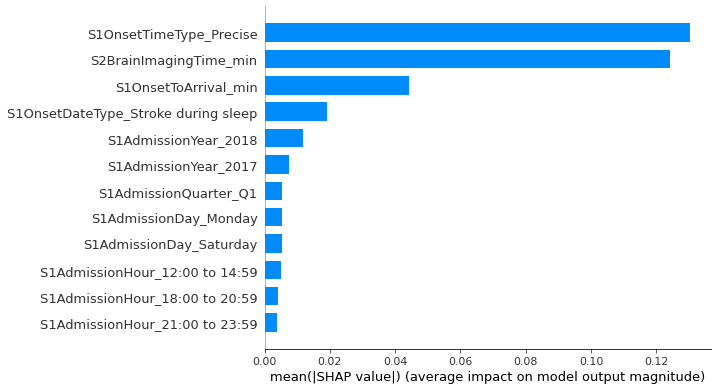 S1OnsetTimeType_Precise
S2BrainImagingTime_min
S1OnsetToArrival_min
S1OnsetDateType_Stroke during sleep
S1AdmissionYear_2018
S1AdmissionYear_2017
S1AdmissionQuarter_Q1
S1AdmissionDay_Monday
S1AdmissionDay_Saturday
S1AdmissionHour_12:00 to 14:59
S1AdmissionHour_18:00 to 20:59
S1AdmissionHour_21:00 to 23:59
0.00 0.02 0.04 0.06 0.08 0.10 0.12
mean(|SHAP value|) (average impact on model output magnitude)